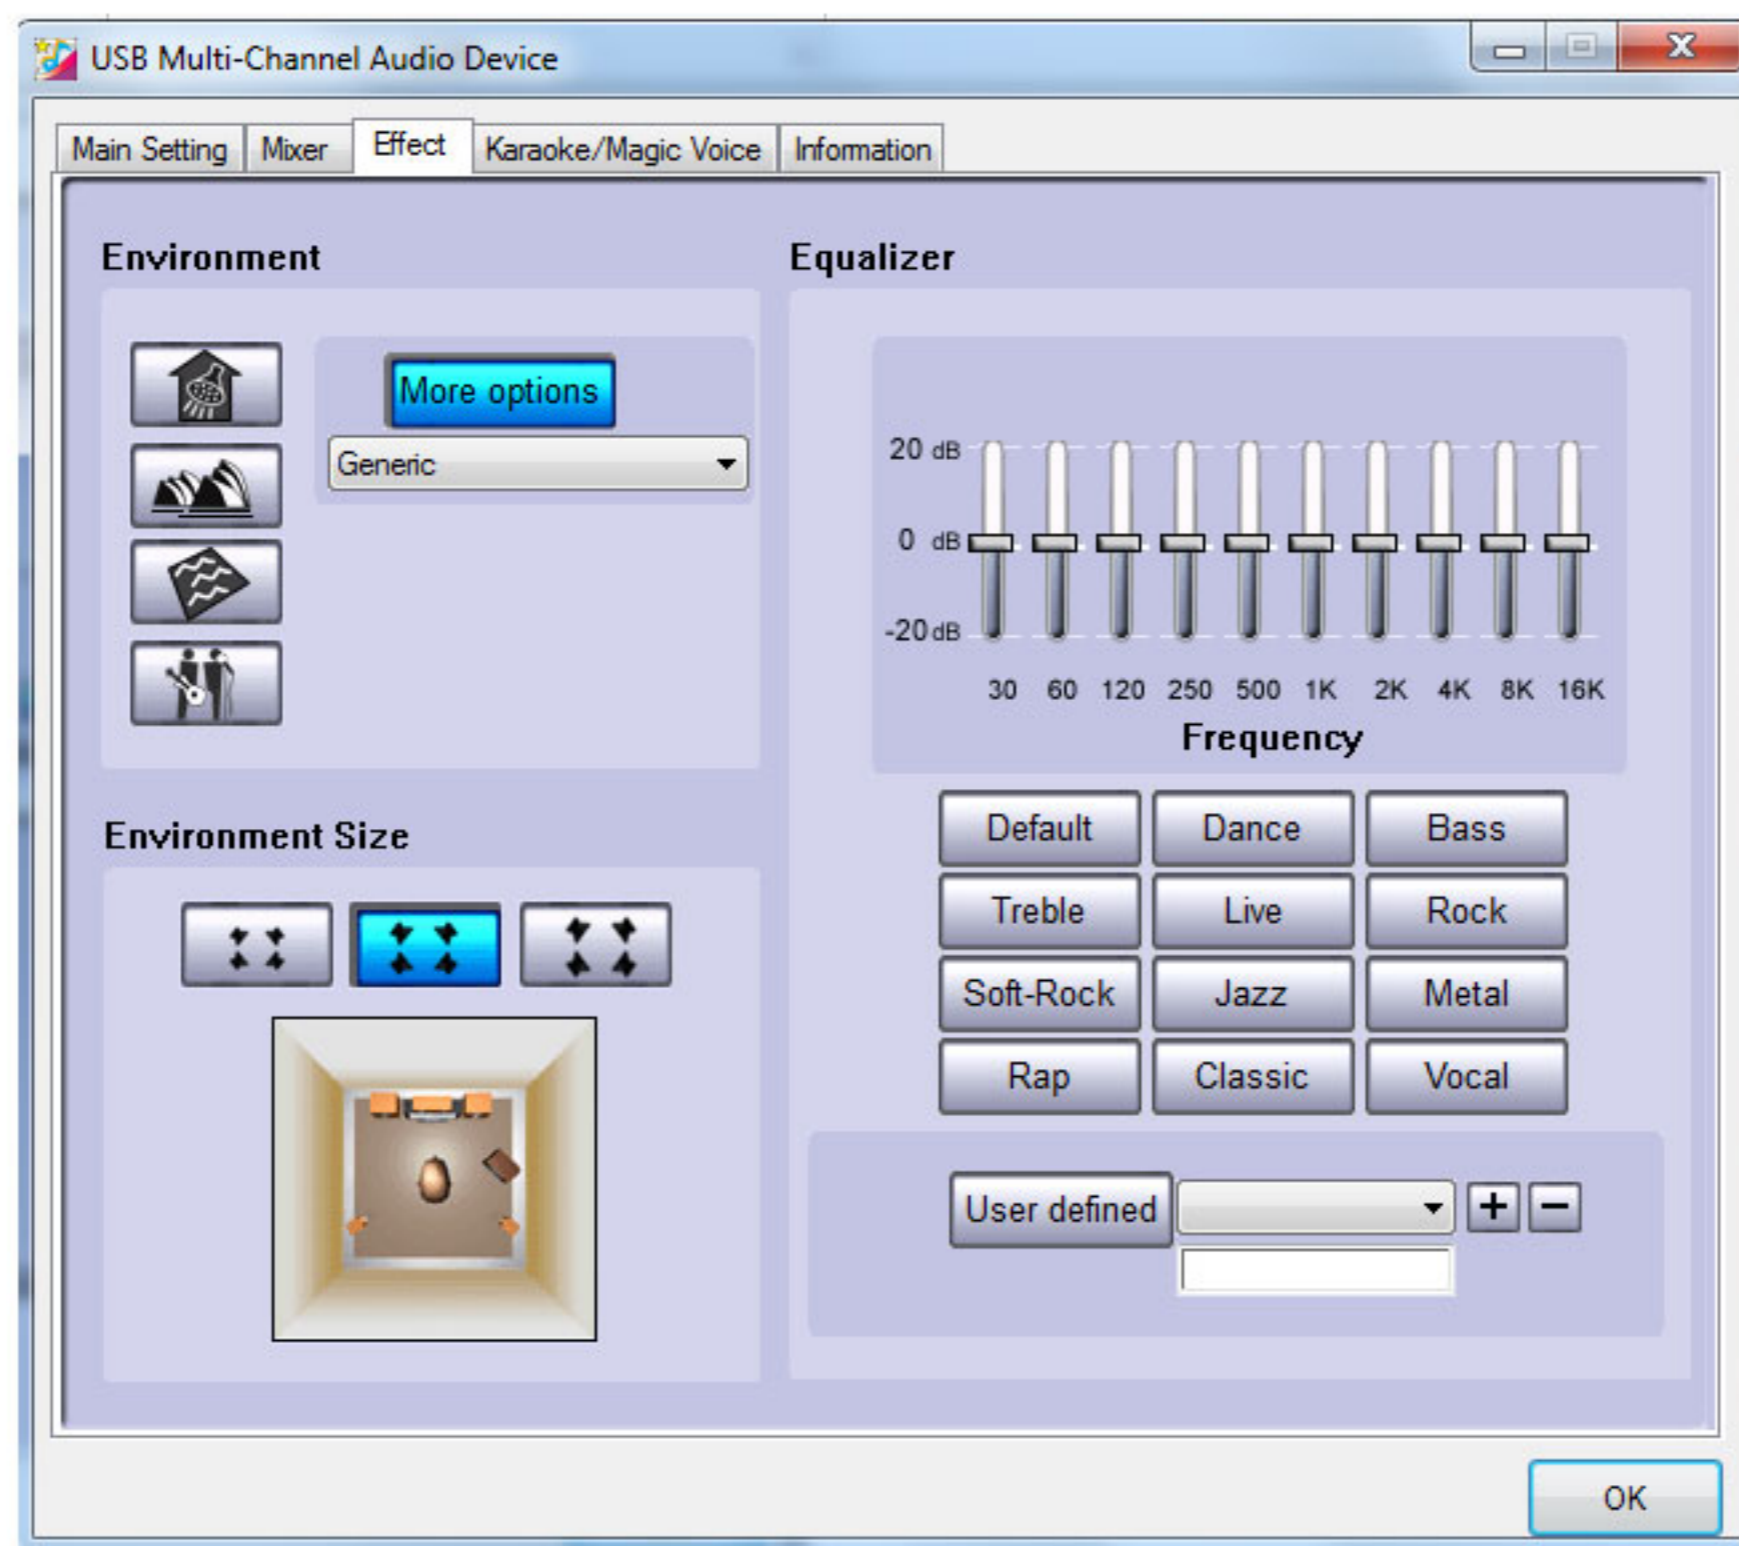 USB Multi-Channel Audio Device
Main Setting Mixer Effect Karaoke/Magic Voice Information
Environment
More options
Generic
Environment Size
Equalizer
20 dB
0 dB
-20 dB
30 60 120 250 500 1K 2K 4K 8K 16K
Frequency
Default Dance Bass
Treble Live Rock
Soft-Rock Jazz Metal
Rap Classic Vocal
User defined
OK